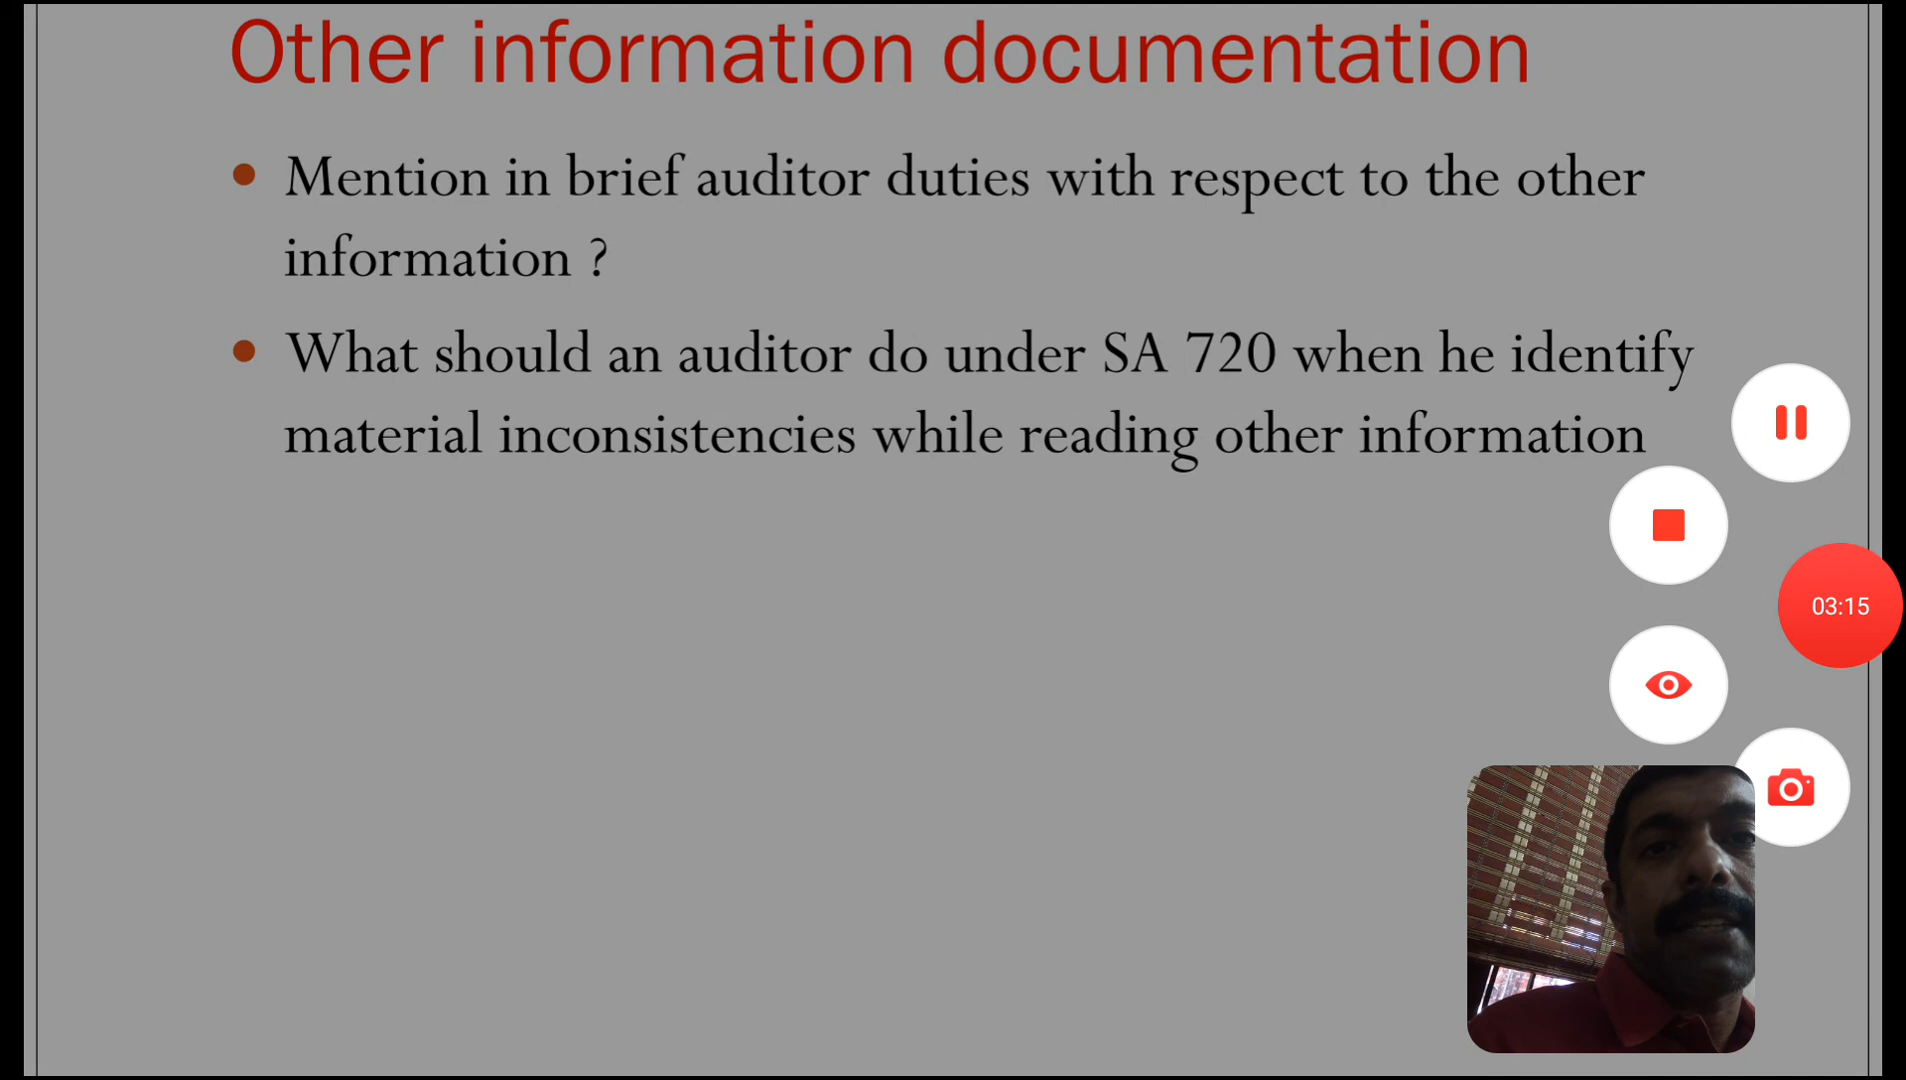 Other information documentation
Mention in brief auditor duties with respect to the other
information ?
What should an auditor do under SA 720 when he identify
material inconsistencies while reading other information
03:15